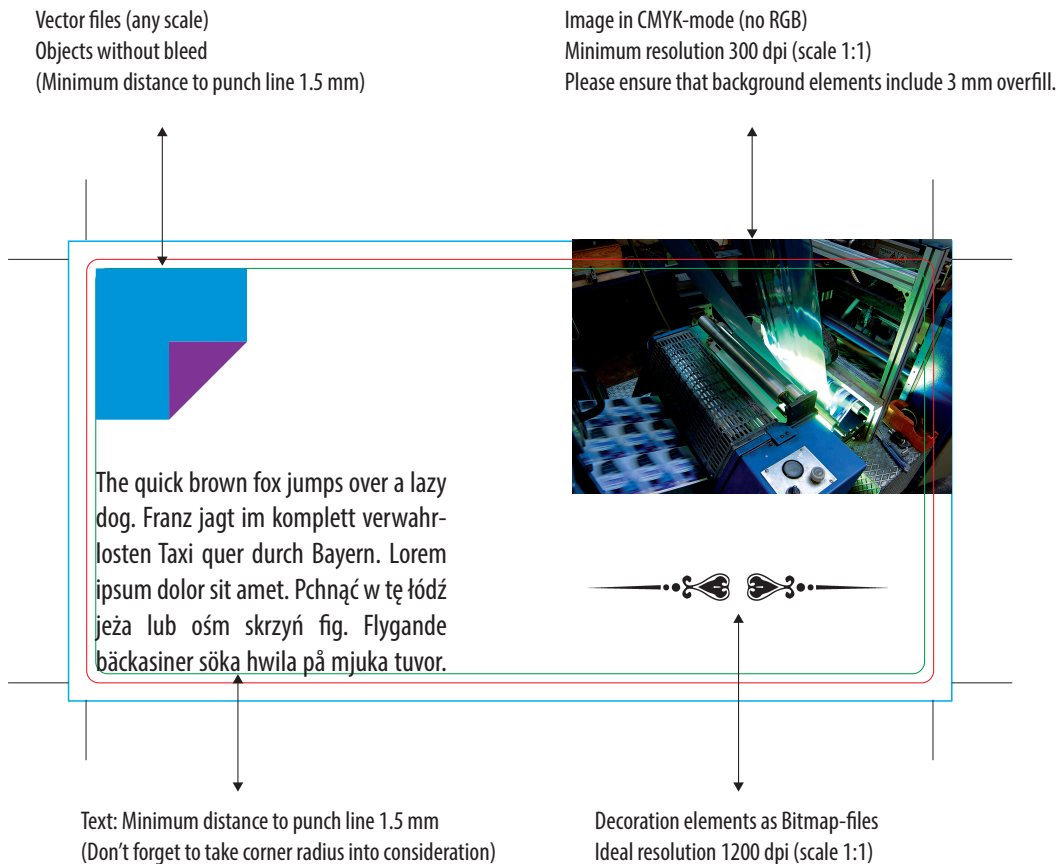 Vector files (any scale)
Objects without bleed
(Minimum distance to punch line 1.5 mm)
Image in CMYK-mode (no RGB)
Minimum resolution 300 dpi (scale 1:1)
Please ensure that background elements include 3 mm overfill.
The quick brown fox jumps over a lazy
dog. Franz jagt im komplett verwahr-
losten Taxi quer durch Bayern. Lorem
ipsum dolor sit amet. Pchnąć w tę łódź
jeża lub ośm skrzyń fig. Flygande
bäckasiner söka hwila på mjuka tuvor.
Text: Minimum distance to punch line 1.5 mm
(Don’t forget to take corner radius into consideration)
Decoration elements as Bitmap-files
Ideal resolution 1200 dpi (scale 1:1)